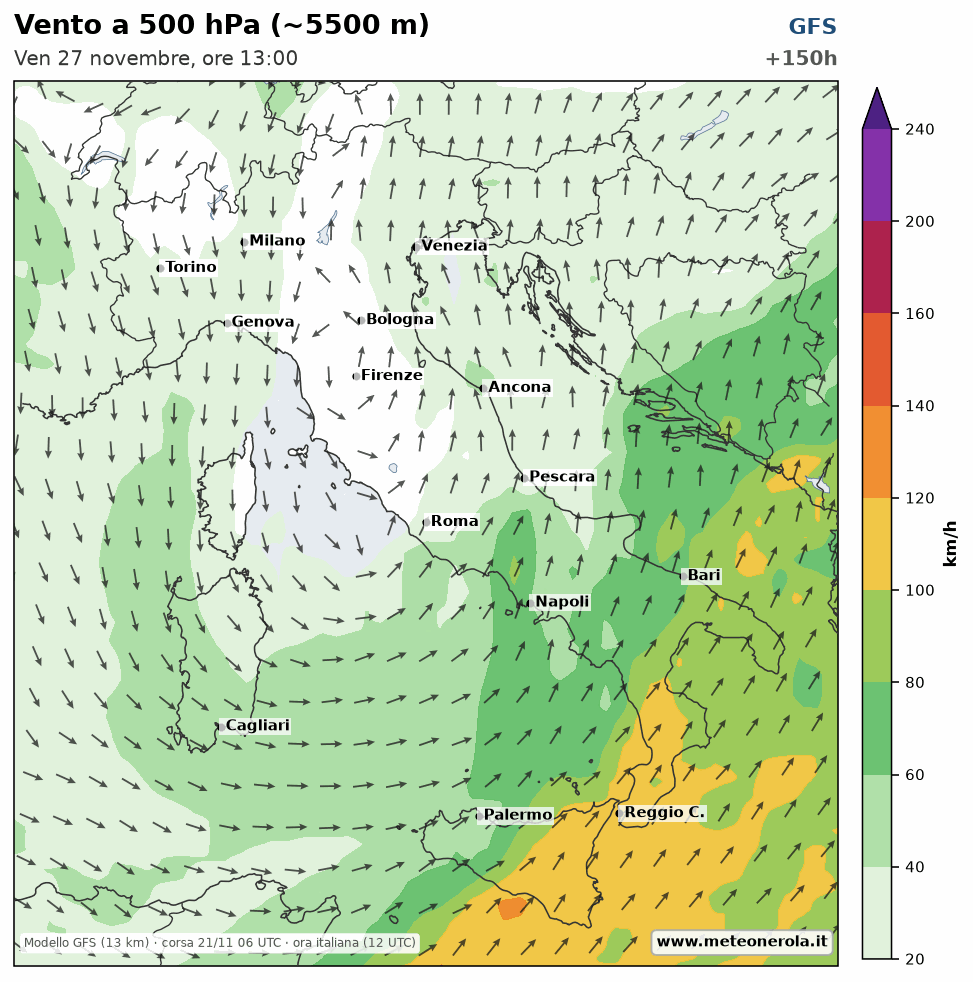 Vento a 500 hPa (~5500 m)
GFS
Ven 27 novembre, ore 13:00
+150h
Milano
Venezia
Torino
Genova
Bologna
Firenze
Ancona
Pescara
Roma
Bari
Napoli
Cagliari
Palermo
Reggio C.
Modello GFS (13 km) · corsa 21/11 06 UTC · ora italiana (12 UTC)
www.meteonerola.it
240
220
200
160
140
120
100
80
60
40
20
km/h